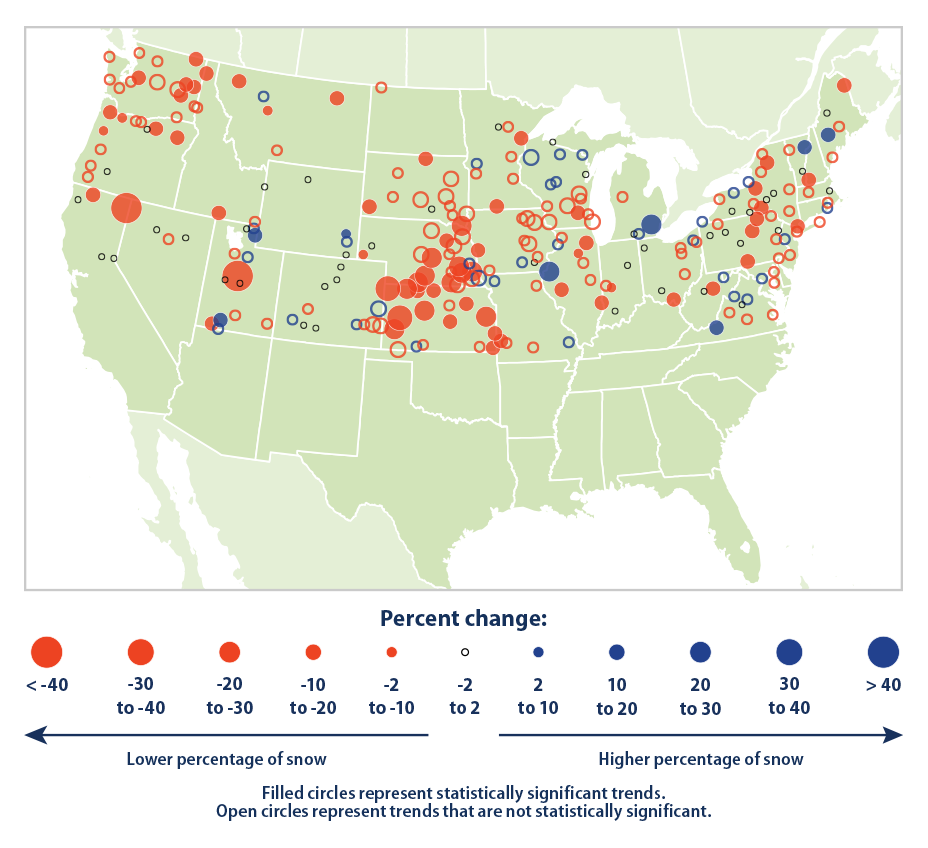 Percent change:
< -40 -30 -20 -10 -2 -2 2 10 20 30 > 40
to -40 to -30 to -20 to -10 to 2 to 10 to 20 to 30 to 40
Lower percentage of snow Higher percentage of snow
Filled circles represent statistically significant trends.
Open circles represent trends that are not statistically significant.